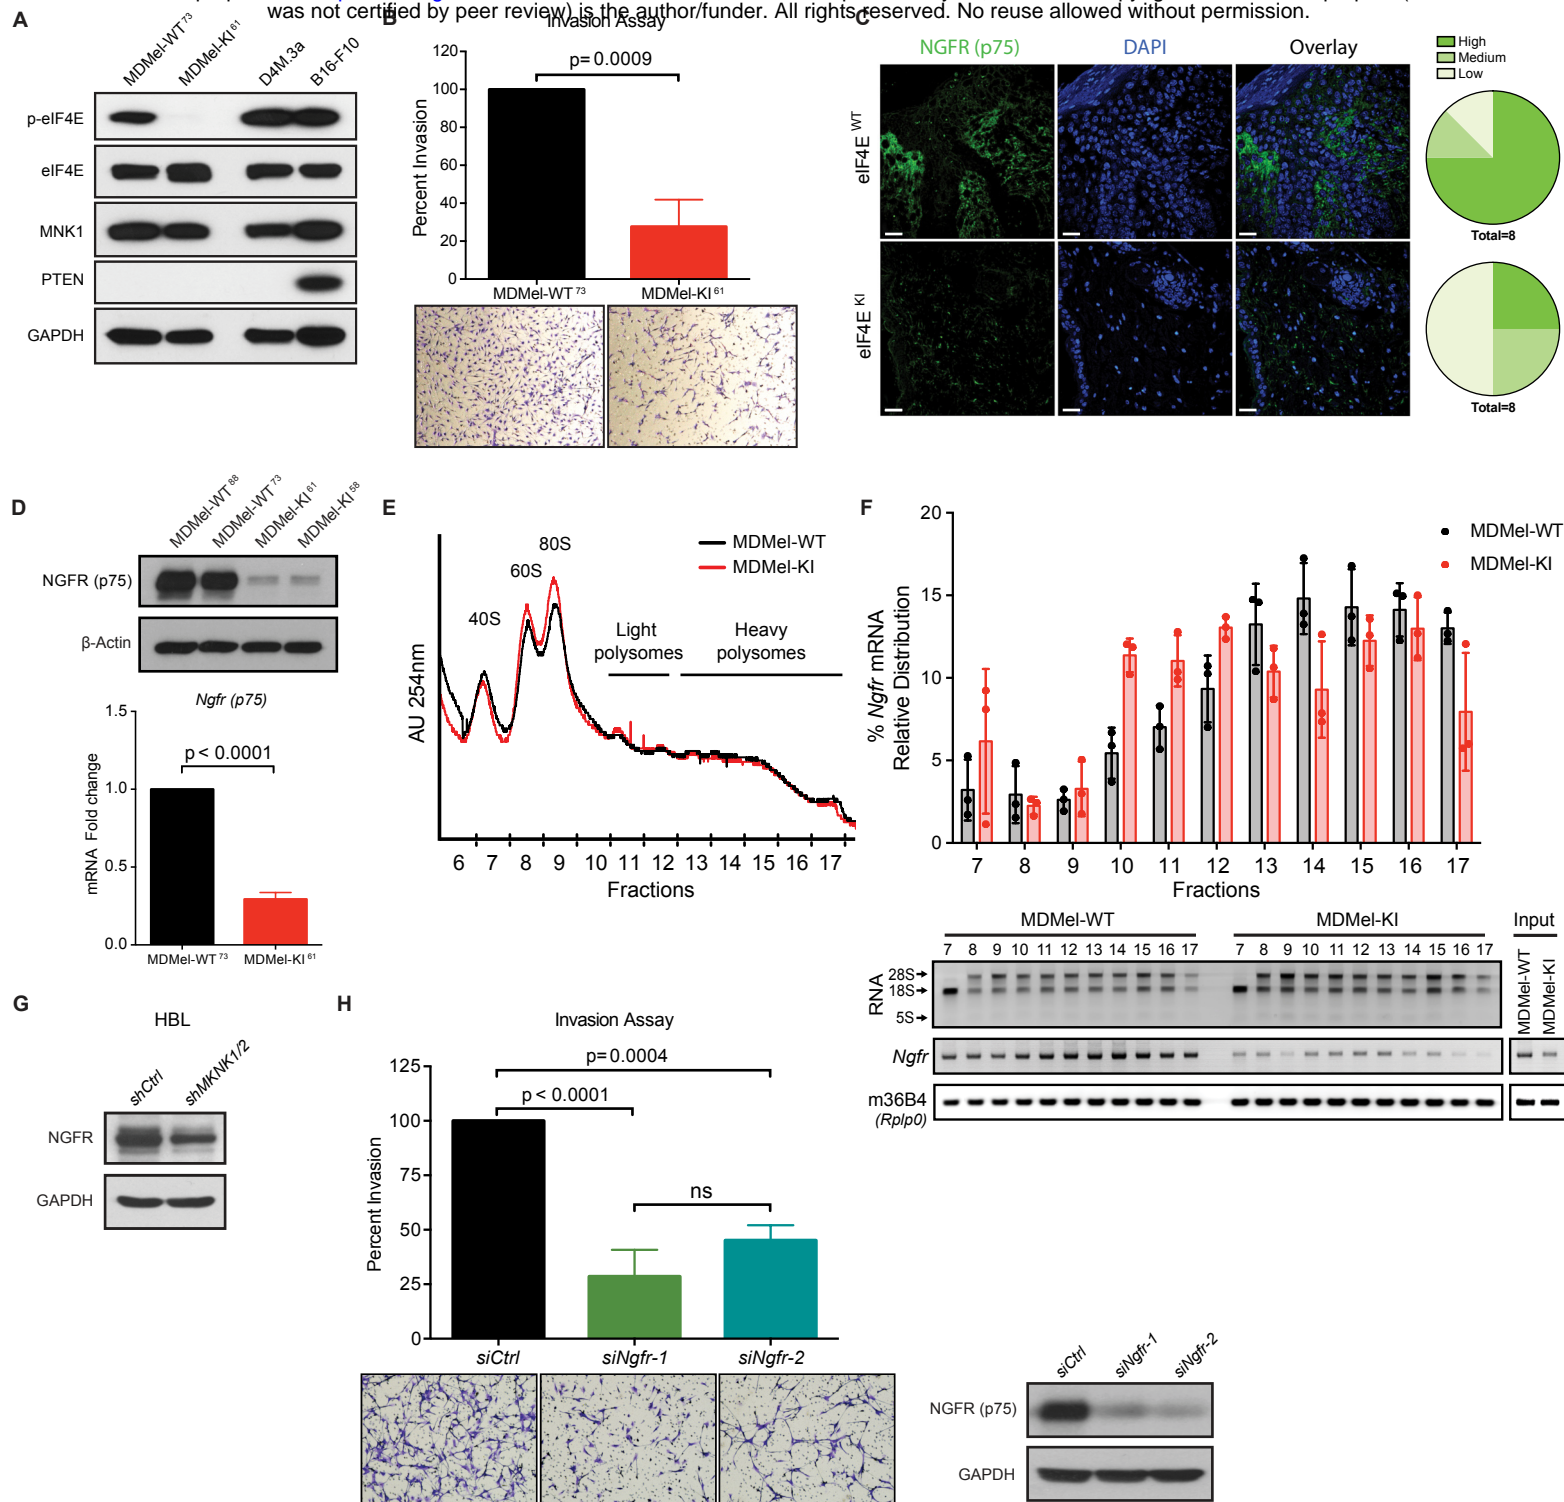 was not certified by peer review) is the author/funder. All rights reserved. No reuse allowed without permission.
A
MDMel-WT73
MDMel-KI61
D4M.3a
B16-F10
p-eIF4E
eIF4E
MNK1
PTEN
GAPDH
B
Invasion Assay
p= 0.0009
Percent Invasion
120
100
80
60
40
20
0
MDMel-WT73
MDMel-KI61
C
NGFR (p75)
DAPI
Overlay
eIF4E WT
eIF4E KI
High
Medium
Low
Total=8
Total=8
D
MDMel-WT88
MDMel-WT73
MDMel-KI61
MDMel-KI58
NGFR (p75)
β-Actin
Ngfr (p75)
p < 0.0001
mRNA Fold change
1.5
1.0
0.5
0.0
MDMel-WT73
MDMel-KI61
E
MDMel-WT
MDMel-KI
40S
60S
80S
Light polysomes
Heavy polysomes
AU 254nm
6 7 8 9 10 11 12 13 14 15 16 17
Fractions
F
MDMel-WT
MDMel-KI
% Ngfr mRNA
Relative Distribution
20
15
10
5
0
7 8 9 10 11 12 13 14 15 16 17
Fractions
MDMel-WT
MDMel-KI
Input
7 8 9 10 11 12 13 14 15 16 17
7 8 9 10 11 12 13 14 15 16 17
MDMel-WT
MDMel-KI
RNA
28S
18S
5S
Ngfr
m36B4
(Rplp0)
G
HBL
shCtrl
shMKNK1/2
NGFR
GAPDH
H
Invasion Assay
p= 0.0004
p < 0.0001
ns
Percent Invasion
125
100
75
50
25
0
siCtrl
siNgfr-1
siNgfr-2
siCtrl
siNgfr-1
siNgfr-2
NGFR (p75)
GAPDH